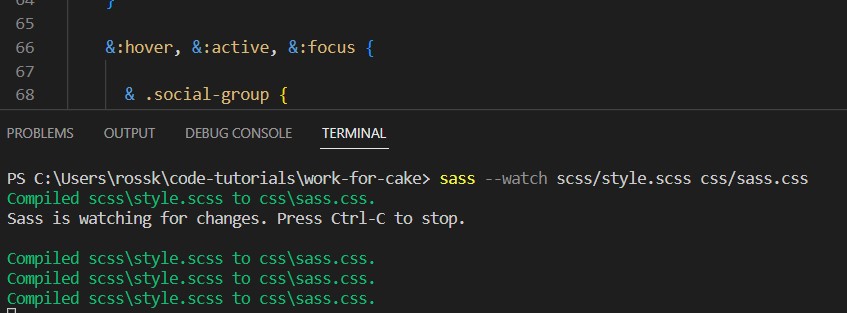 64 }
65
66 &:hover, &:active, &:focus {
67
68 & .social-group {
PROBLEMS OUTPUT DEBUG CONSOLE TERMINAL
PS C:\Users\rossk\code-tutorials\work-for-cake> sass --watch scss/style.scss css/sass.css
Compiled scss\style.scss to css\sass.css.
Sass is watching for changes. Press Ctrl-C to stop.
Compiled scss\style.scss to css\sass.css.
Compiled scss\style.scss to css\sass.css.
Compiled scss\style.scss to css\sass.css.